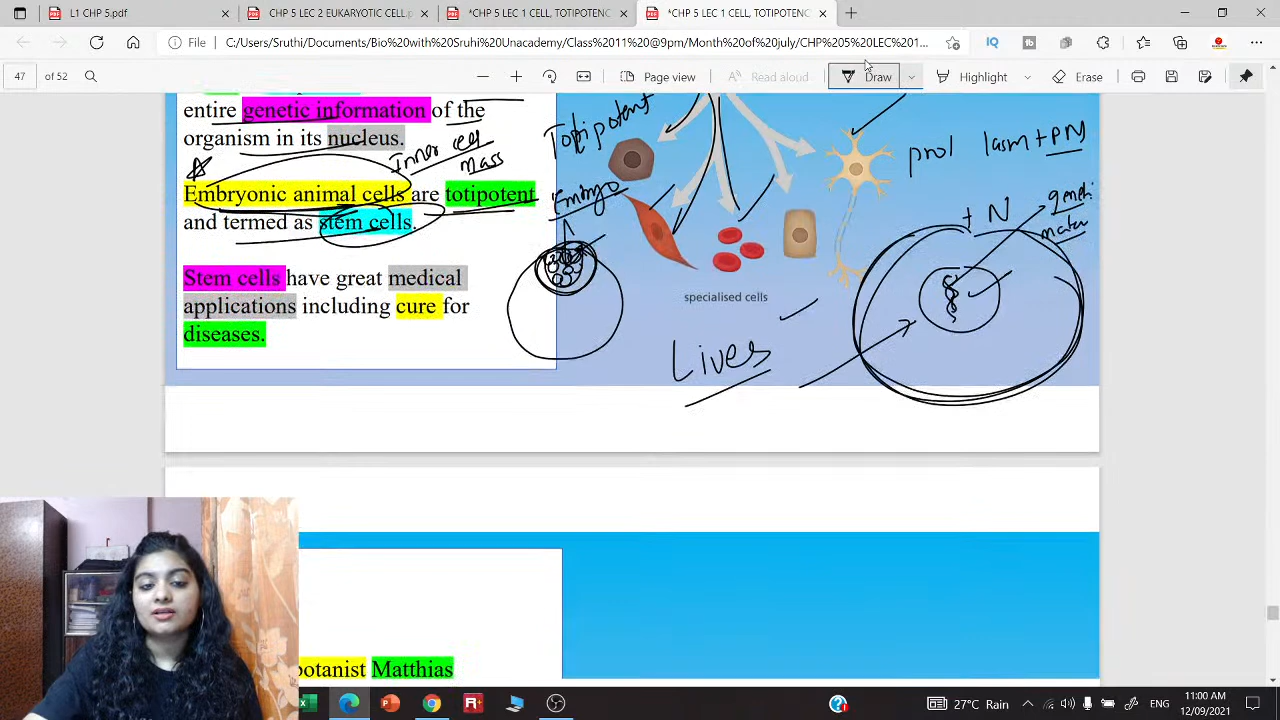 L1 CHP 5.pdf
CHP 5 LEC 2 EUKARYOTIC CELL.p
*CHP 5 LEC 1 CELL, TOTIPOTENC
*CHP 5 LEC 1 CELL, TOTIPOTENC
File
C:/Users/Sruthi/Documents/Bio%20with%20Sruhi%20Unacademy/Class%2011%20@9pm/Month%20of%20july/CHP%205%20LEC%201...
47 of 52
Page view
Read aloud
Draw
Highlight
Erase
entire genetic information of the
organism in its nucleus.
Inner cell
mass
Embryonic animal cells are totipotent
and termed as stem cells.
Stem cells have great medical
applications including cure for
diseases.
Totipotent
Embryo
specialised cells
Lives
lasm + PM
+ N
botanist Matthias
27°C Rain
ENG
11:00 AM
12/09/2021